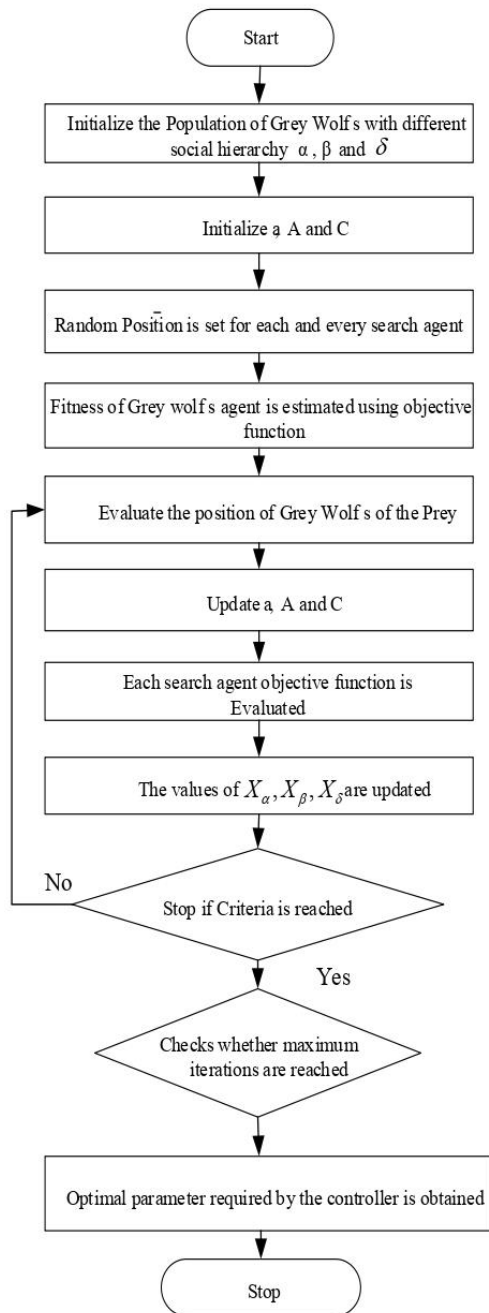 Start
Initialize the Population of Grey Wolf s with different
social hierarchy α , β and δ
Initialize a, A and C
Random Position is set for each and every search agent
Fitness of Grey wolf s agent is estimated using objective
function
Evaluate the position of Grey Wolf s of the Prey
Update a, A and C
Each search agent objective function is
Evaluated
The values of Xα, Xβ, Xδ are updated
No
Stop if Criteria is reached
Yes
Checks whether maximum
iterations are reached
Optimal parameter required by the controller is obtained
Stop